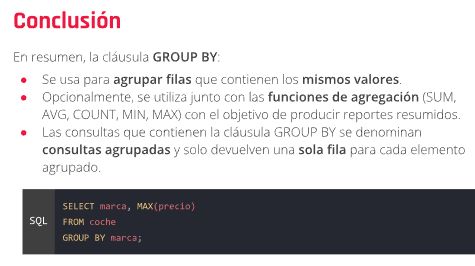 Conclusión
En resumen, la cláusula GROUP BY:
● Se usa para agrupar filas que contienen los mismos valores.
● Opcionalmente, se utiliza junto con las funciones de agregación (SUM,
AVG, COUNT, MIN, MAX) con el objetivo de producir reportes resumidos.
● Las consultas que contienen la cláusula GROUP BY se denominan
consultas agrupadas y solo devuelven una sola fila para cada elemento
agrupado.
SQL
SELECT marca, MAX(precio)
FROM coche
GROUP BY marca;